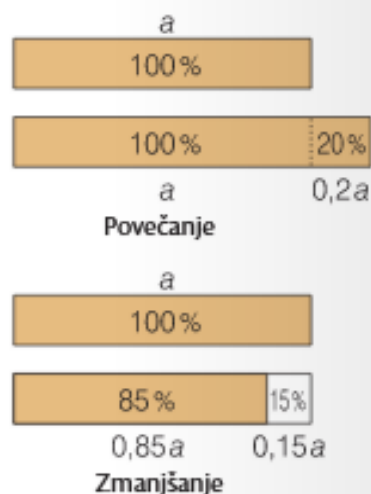 a
100 %
100 % 20 %
a 0,2a
Povečanje
a
100 %
85 % 15%
0,85a 0,15a
Zmanjšanje